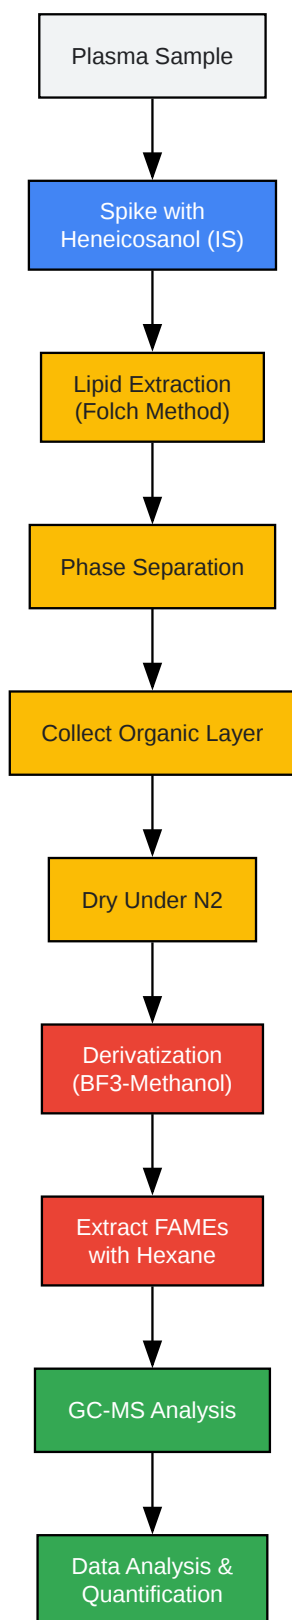 Plasma Sample
Spike with
Heneicosanol (IS)
Lipid Extraction
(Folch Method)
Phase Separation
Collect Organic Layer
Dry Under N2
Derivatization
(BF3-Methanol)
Extract FAMEs
with Hexane
GC-MS Analysis
Data Analysis &
Quantification